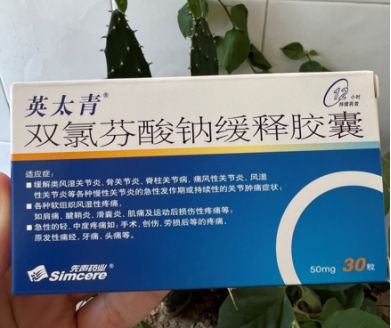 英太青®
12小时
持续药效
双氯芬酸钠缓释胶囊
适应症:
■ 缓解类风湿关节炎、骨关节炎、脊柱关节病、痛风性关节炎、风湿
性关节炎等各种慢性关节炎的急性发作期或持续性的关节肿痛症状;
■ 各种软组织风湿性疼痛,
如肩痛、腱鞘炎、滑囊炎、肌痛及运动后损伤性疼痛等;
■ 急性的轻、中度疼痛如:手术、创伤、劳损后等的疼痛,
原发性痛经、牙痛、头痛等。
先声药业
Simcere
50mg 30粒